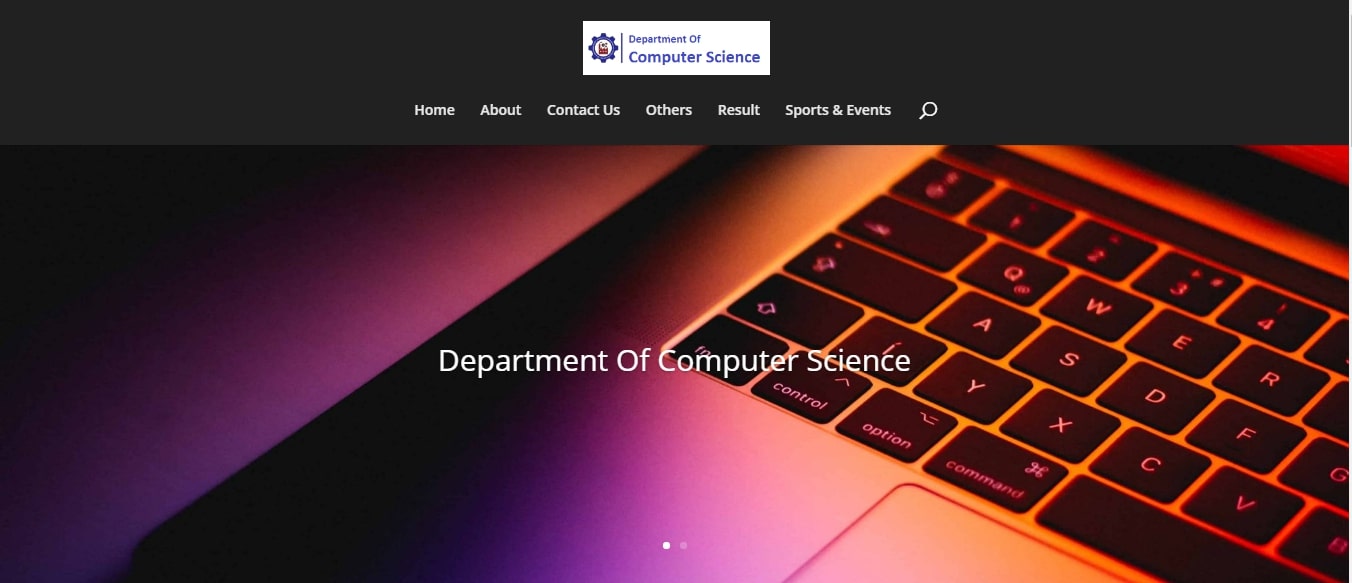 Department Of
Computer Science
Home About Contact Us Others Result Sports & Events
Department Of Computer Science
1 2 3 4
Q @ W E R
A S D F G
fn Í Y X C V B
control option command